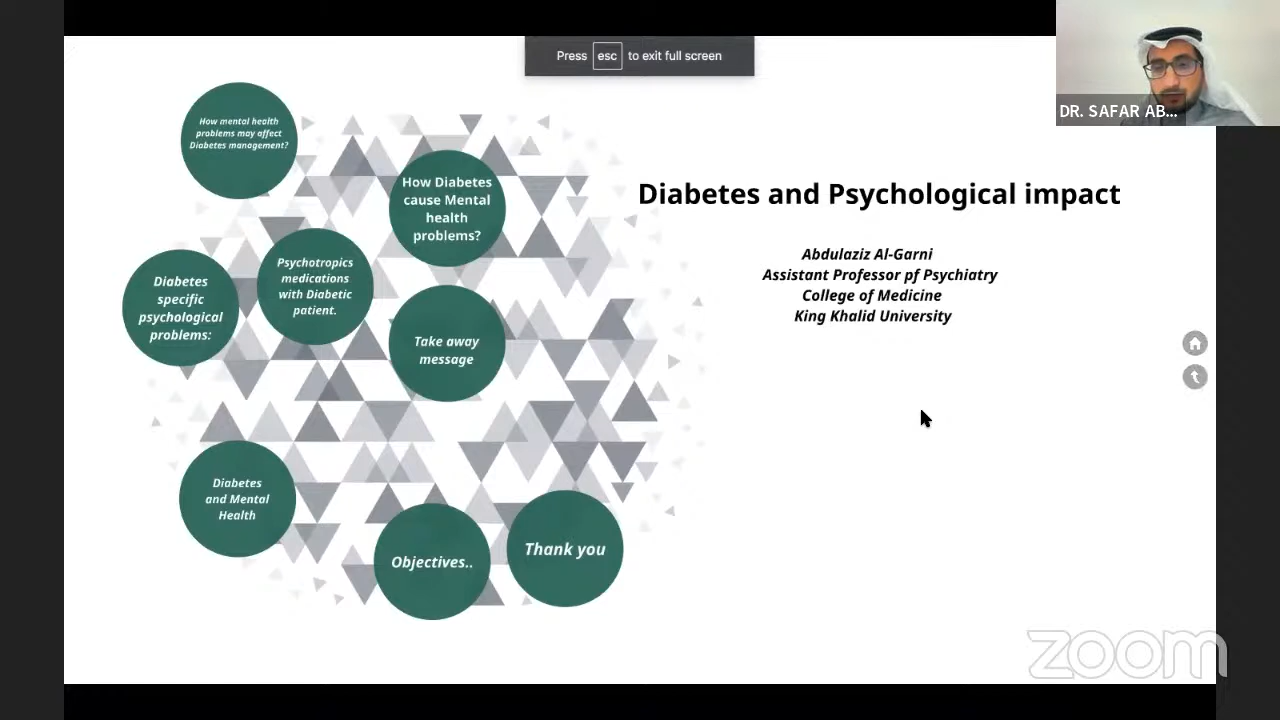 Press esc to exit full screen
DR. SAFAR AB...
How mental health
problems may affect
Diabetes management?
How Diabetes
cause Mental
health
problems?
Diabetes and Psychological impact
Abdulaziz Al-Garni
Assistant Professor pf Psychiatry
College of Medicine
King Khalid University
Psychotropics
medications
with Diabetic
patient.
Diabetes
specific
psychological
problems:
Take away
message
Diabetes
and Mental
Health
Objectives..
Thank you
zoom